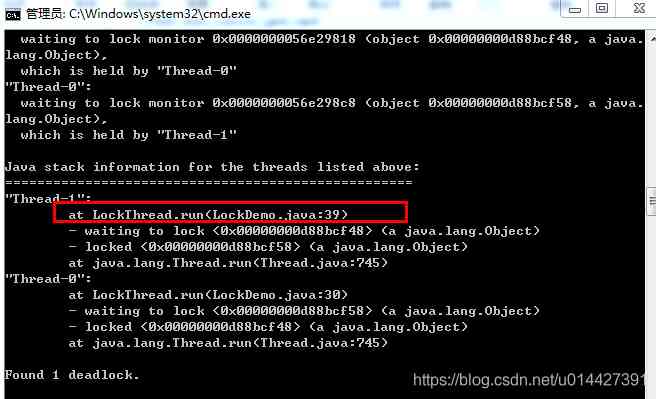 管理员: C:\Windows\system32\cmd.exe
waiting to lock monitor 0x0000000056e29818 (object 0x00000000d88bcf48, a java.
lang.Object),
which is held by "Thread-0"
"Thread-0":
waiting to lock monitor 0x0000000056e298c8 (object 0x00000000d88bcf58, a java.
lang.Object),
which is held by "Thread-1"
Java stack information for the threads listed above:
===================================================
"Thread-1":
at LockThread.run(LockDemo.java:39)
- waiting to lock <0x00000000d88bcf48> (a java.lang.Object)
- locked <0x00000000d88bcf58> (a java.lang.Object)
at java.lang.Thread.run(Thread.java:745)
"Thread-0":
at LockThread.run(LockDemo.java:30)
- waiting to lock <0x00000000d88bcf58> (a java.lang.Object)
- locked <0x00000000d88bcf48> (a java.lang.Object)
at java.lang.Thread.run(Thread.java:745)
Found 1 deadlock.
https://blog.csdn.net/u014427391